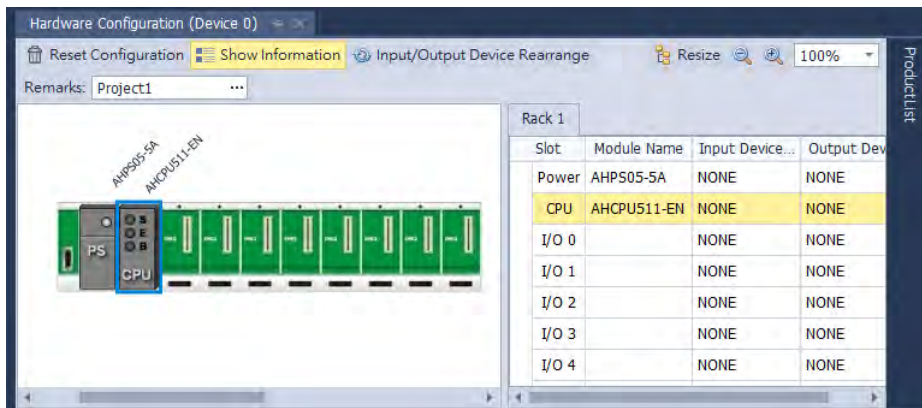 Hardware Configuration (Device 0)
Reset Configuration Show Information Input/Output Device Rearrange Resize 100%
Remarks: Project1 ...
ProductList
AHPS05-5A
AHCPU511-EN
PS
S
E
B
CPU
Rack 1
Slot Module Name Input Device... Output Dev
Power AHPS05-5A NONE NONE
CPU AHCPU511-EN NONE NONE
I/O 0 NONE NONE
I/O 1 NONE NONE
I/O 2 NONE NONE
I/O 3 NONE NONE
I/O 4 NONE NONE